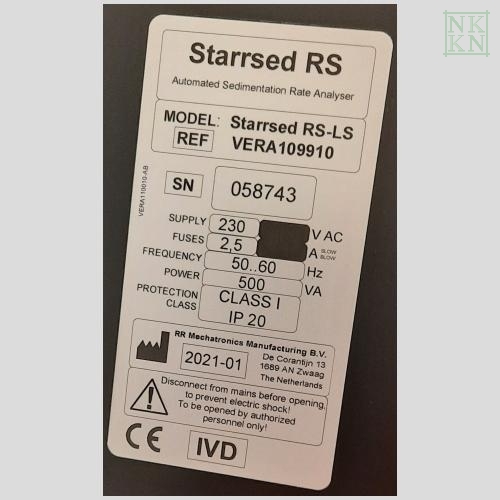 NK
KN
Starrsed RS
Automated Sedimentation Rate Analyser
MODEL: Starrsed RS-LS
REF VERA109910
VERA110010-AB
SN 058743
SUPPLY 230 V AC
FUSES 2,5 A SLOW SLOW
FREQUENCY 50..60 Hz
POWER 500 VA
PROTECTION CLASS I
CLASS IP 20
RR Mechatronics Manufacturing B.V.
De Corantijn 13
2021-01 1689 AN Zwaag
The Netherlands
Disconnect from mains before opening,
to prevent electric shock!
To be opened by authorized
personnel only!
CE IVD